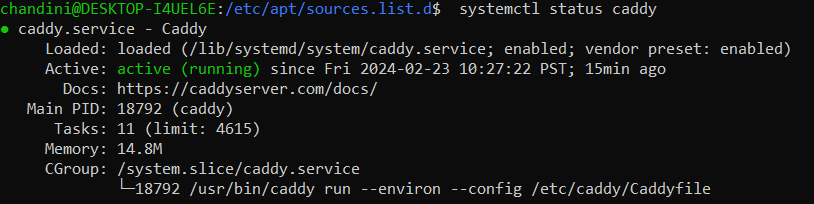 chandini@DESKTOP-I4UEL6E:/etc/apt/sources.list.d$  systemctl status caddy
● caddy.service - Caddy
     Loaded: loaded (/lib/systemd/system/caddy.service; enabled; vendor preset: enabled)
     Active: active (running) since Fri 2024-02-23 10:27:22 PST; 15min ago
       Docs: https://caddyserver.com/docs/
   Main PID: 18792 (caddy)
      Tasks: 11 (limit: 4615)
     Memory: 14.8M
     CGroup: /system.slice/caddy.service
             └─18792 /usr/bin/caddy run --environ --config /etc/caddy/Caddyfile